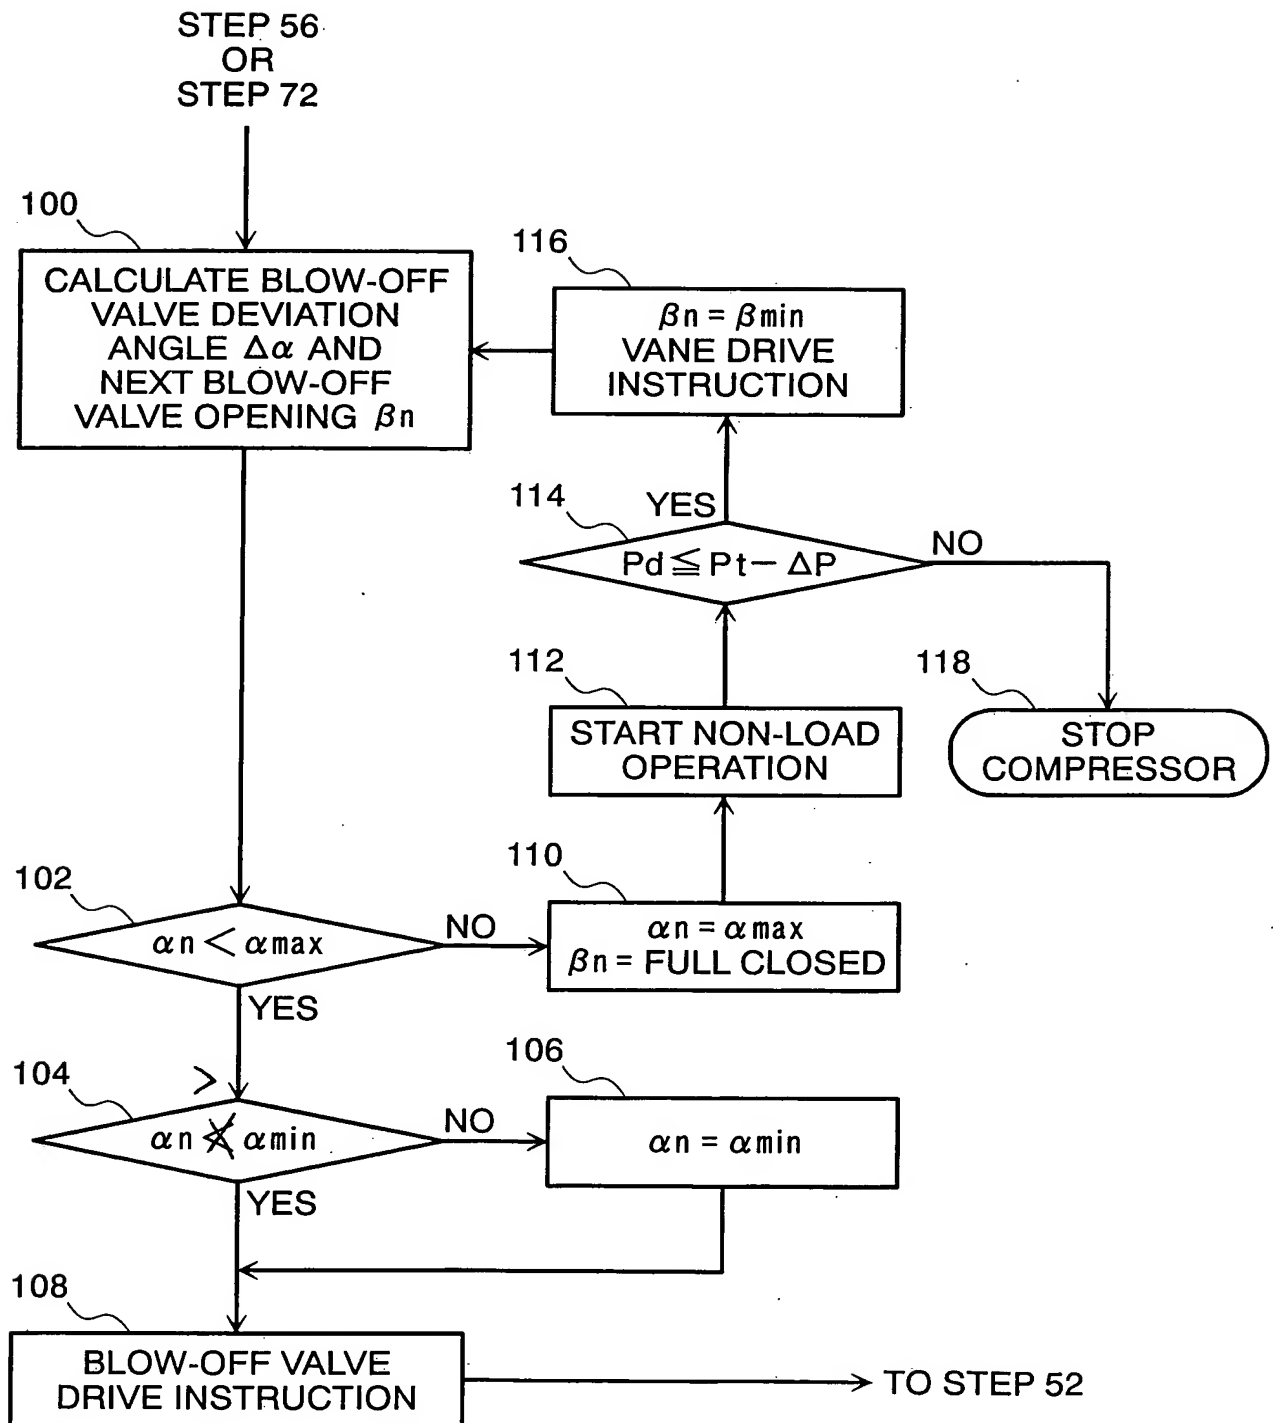 STEP 56
OR
STEP 72
100
CALCULATE BLOW-OFF
VALVE DEVIATION
ANGLE Δα AND
NEXT BLOW-OFF
VALVE OPENING βn
116
βn = βmin
VANE DRIVE
INSTRUCTION
114
YES
Pd ≦ Pt − ΔP
NO
112
START NON-LOAD
OPERATION
118
STOP
COMPRESSOR
110
αn = αmax
βn = FULL CLOSED
102
αn < αmax
NO
YES
104
>
αn < αmin
NO
YES
106
αn = αmin
108
BLOW-OFF VALVE
DRIVE INSTRUCTION
TO STEP 52